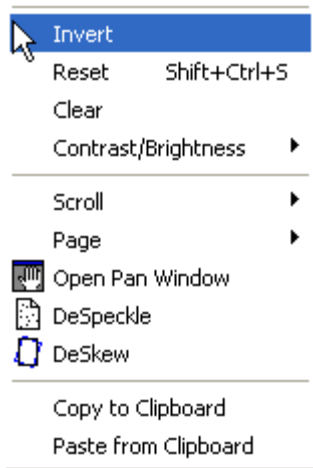 Invert
Reset Shift+Ctrl+S
Clear
Contrast/Brightness
Scroll
Page
Open Pan Window
DeSpeckle
DeSkew
Copy to Clipboard
Paste from Clipboard